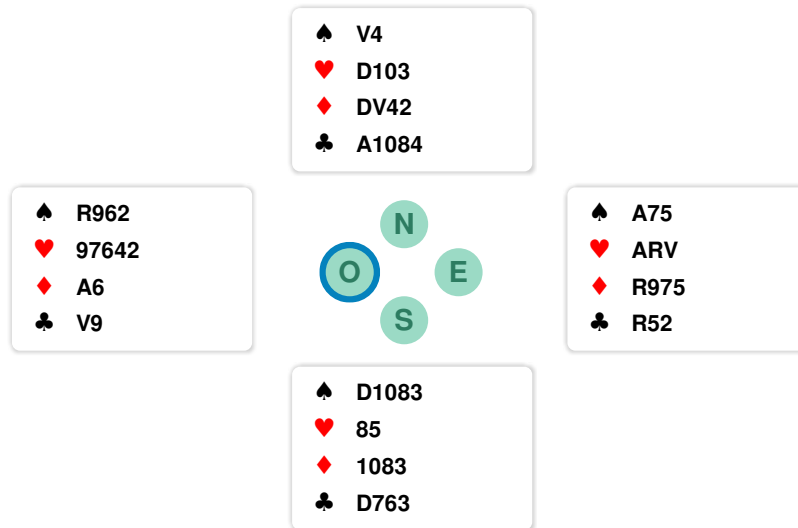 ♠ V4
♥ D103
♦ DV42
♣ A1084
♠ R962
♥ 97642
♦ A6
♣ V9
N
O E
S
♠ A75
♥ ARV
♦ R975
♣ R52
♠ D1083
♥ 85
♦ 1083
♣ D763